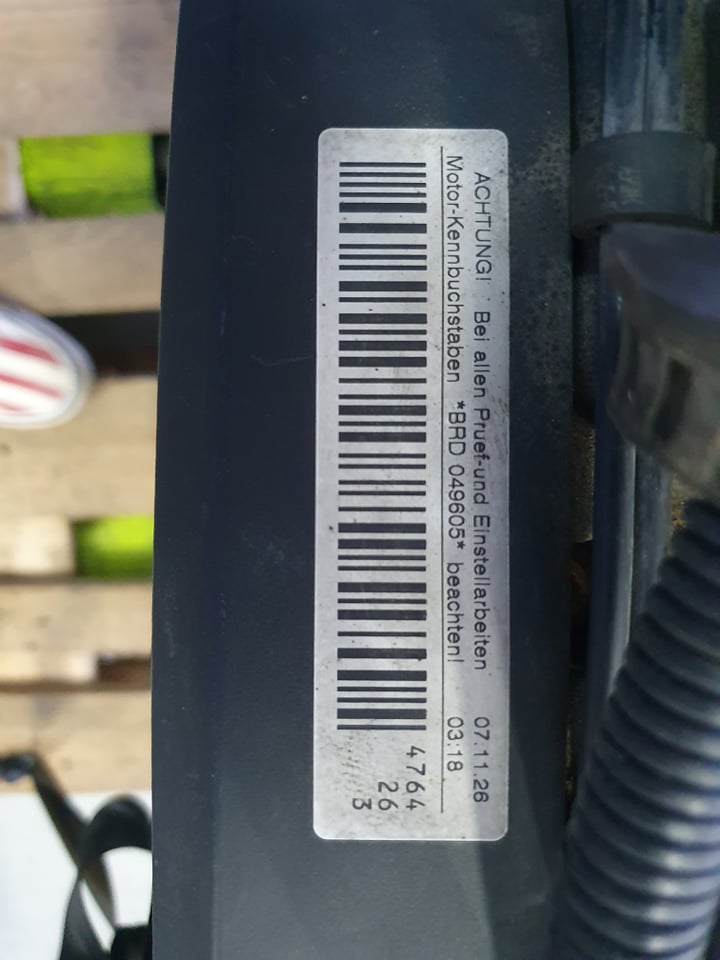 ACHTUNG! Bei allen Pruef-und Einstellarbeiten 07.11.26
Motor-Kennbuchstaben *BRD 049605* beachten! 03:18
4764
26
3